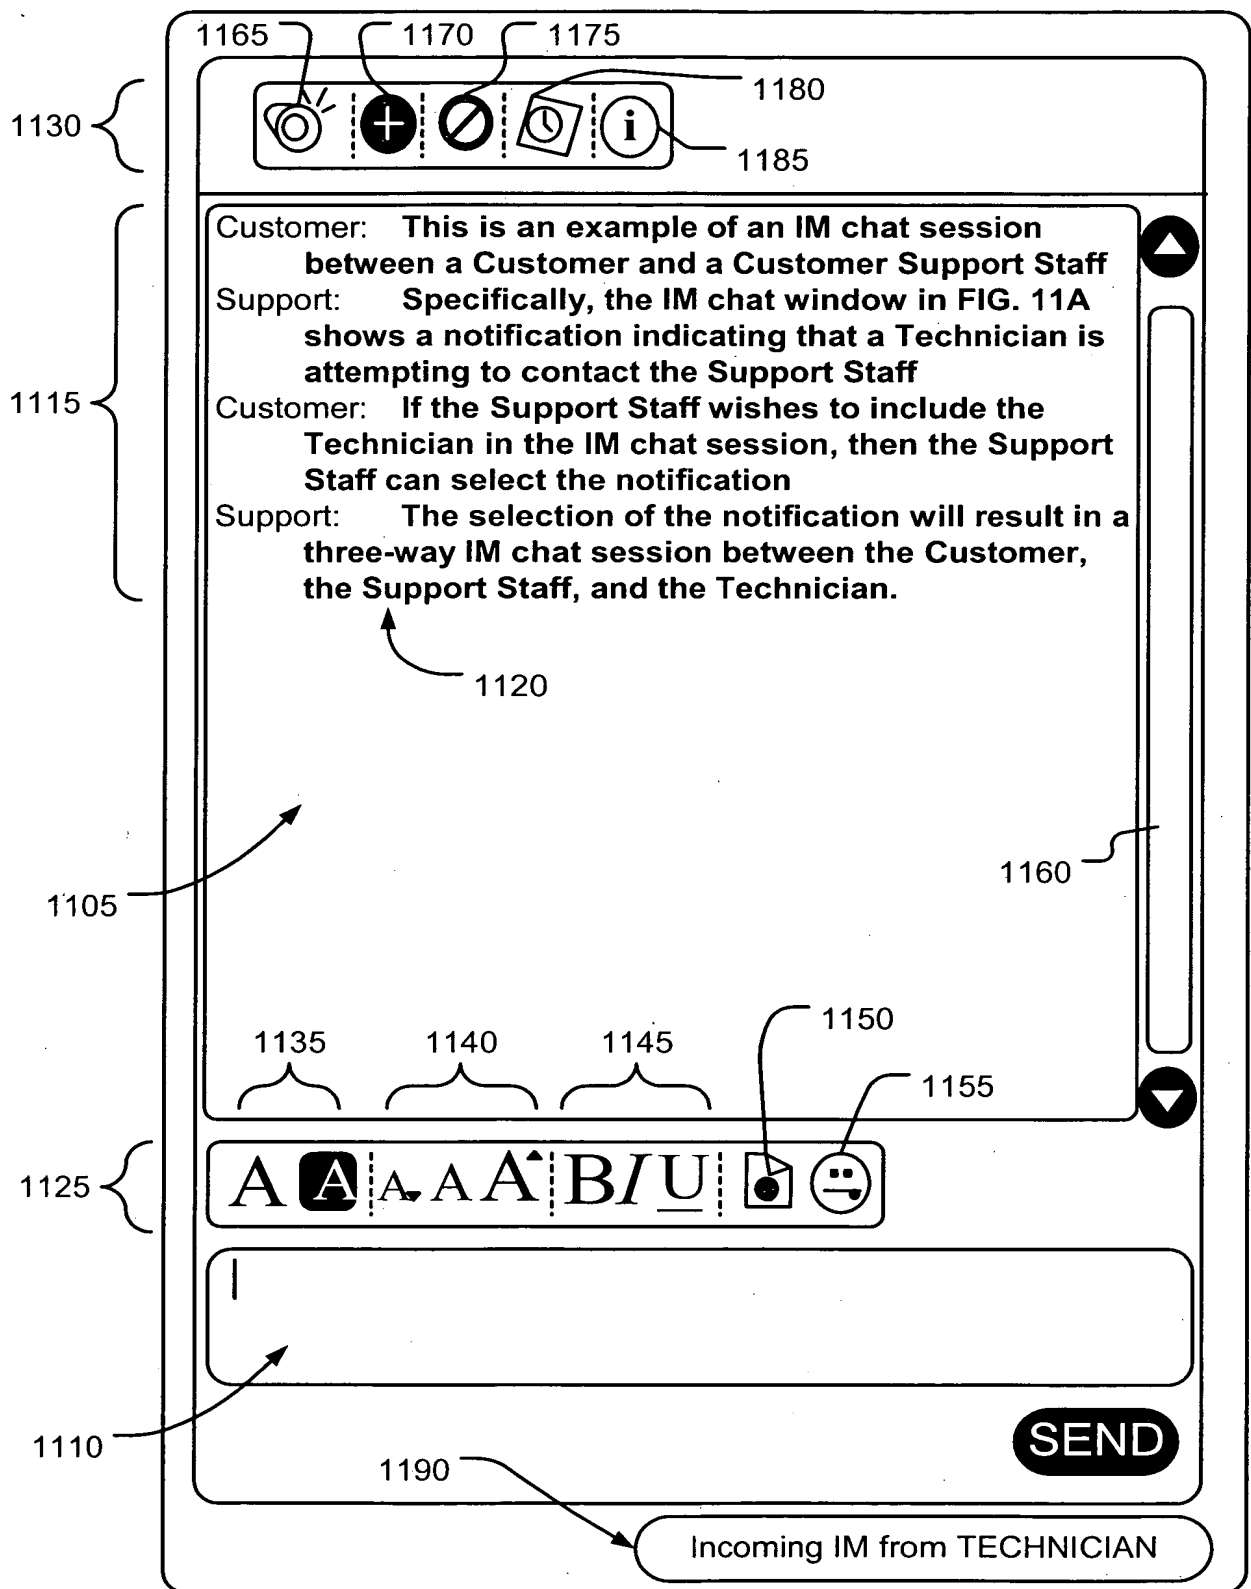 1165
1170
1175
1180
1130
i
1185
Customer: This is an example of an IM chat session
between a Customer and a Customer Support Staff
Support: Specifically, the IM chat window in FIG. 11A
shows a notification indicating that a Technician is
attempting to contact the Support Staff
1115
Customer: If the Support Staff wishes to include the
Technician in the IM chat session, then the Support
Staff can select the notification
Support: The selection of the notification will result in a
three-way IM chat session between the Customer,
the Support Staff, and the Technician.
1120
1160
1105
1150
1135 1140 1145
1155
1125
A A A A A B I U
1110
SEND
1190
Incoming IM from TECHNICIAN